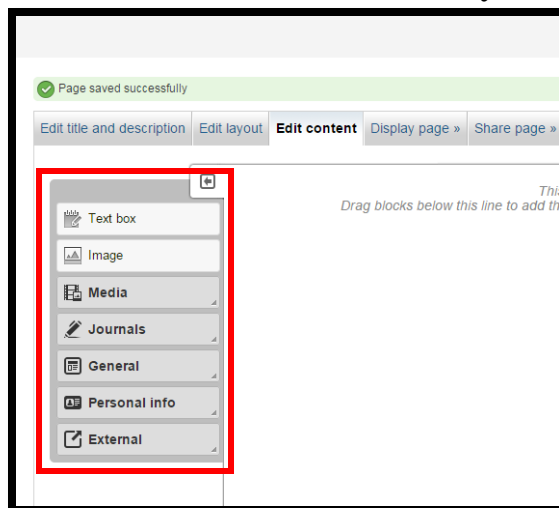 Page saved successfully
Edit title and description Edit layout Edit content Display page » Share page »
This
Drag blocks below this line to add th
Text box
Image
Media
Journals
General
Personal info
External